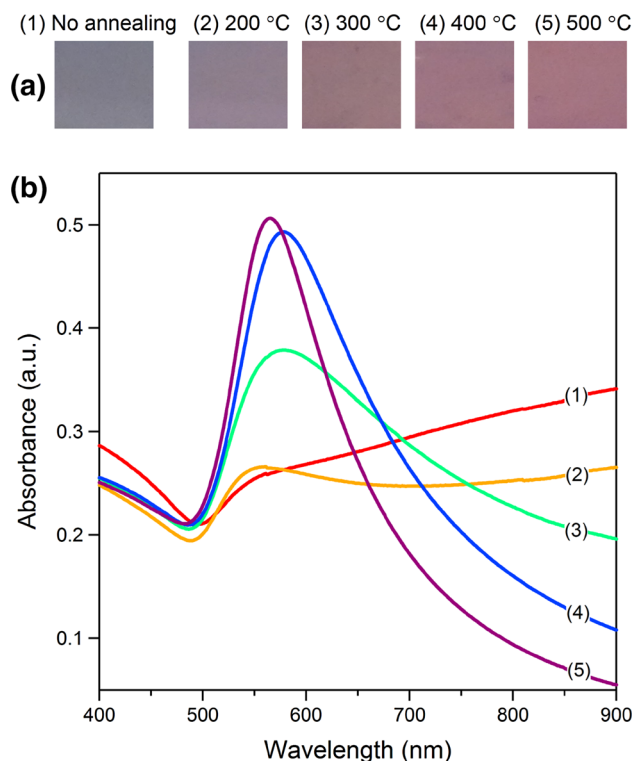 (1) No annealing (2) 200 °C (3) 300 °C (4) 400 °C (5) 500 °C
(a)
(b)
0.5
0.4
0.3
0.2
0.1
Absorbance (a.u.)
(1)
(2)
(3)
(4)
(5)
400 500 600 700 800 900
Wavelength (nm)